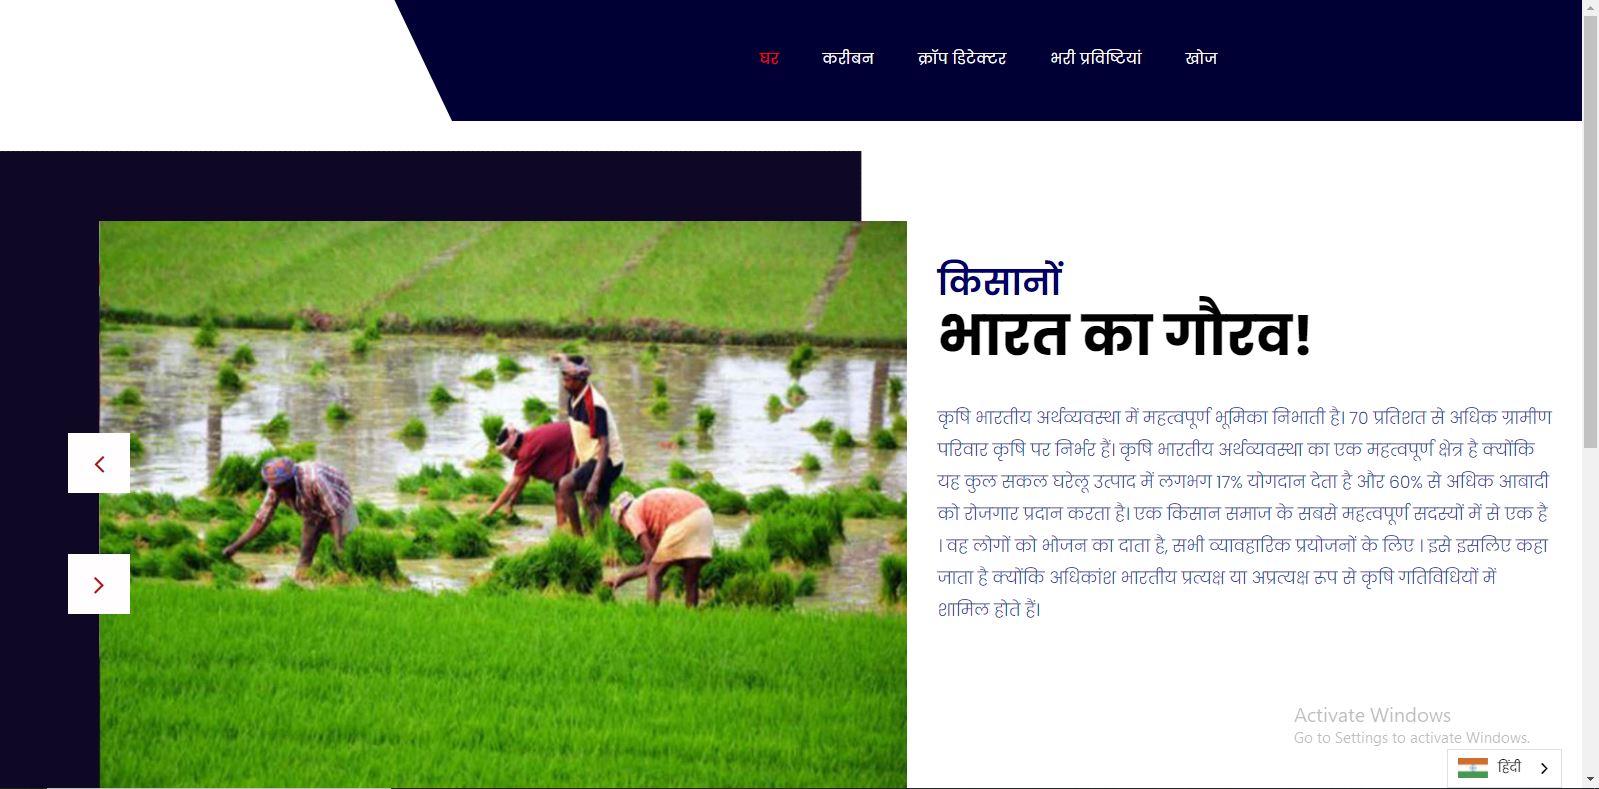 घर करीबन क्रॉप डिटेक्टर भरी प्रविष्टियां खोज
किसानों
भारत का गौरव!
कृषि भारतीय अर्थव्यवस्था में महत्वपूर्ण भूमिका निभाती है। 70 प्रतिशत से अधिक ग्रामीण
परिवार कृषि पर निर्भर हैं। कृषि भारतीय अर्थव्यवस्था का एक महत्वपूर्ण क्षेत्र है क्योंकि
यह कुल सकल घरेलू उत्पाद में लगभग 17% योगदान देता है और 60% से अधिक आबादी
को रोजगार प्रदान करता है। एक किसान समाज के सबसे महत्वपूर्ण सदस्यों में से एक है
। वह लोगों को भोजन का दाता है, सभी व्यावहारिक प्रयोजनों के लिए । इसे इसलिए कहा
जाता है क्योंकि अधिकांश भारतीय प्रत्यक्ष या अप्रत्यक्ष रूप से कृषि गतिविधियों में
शामिल होते हैं।
Activate Windows
Go to Settings to activate Windows.
हिंदी